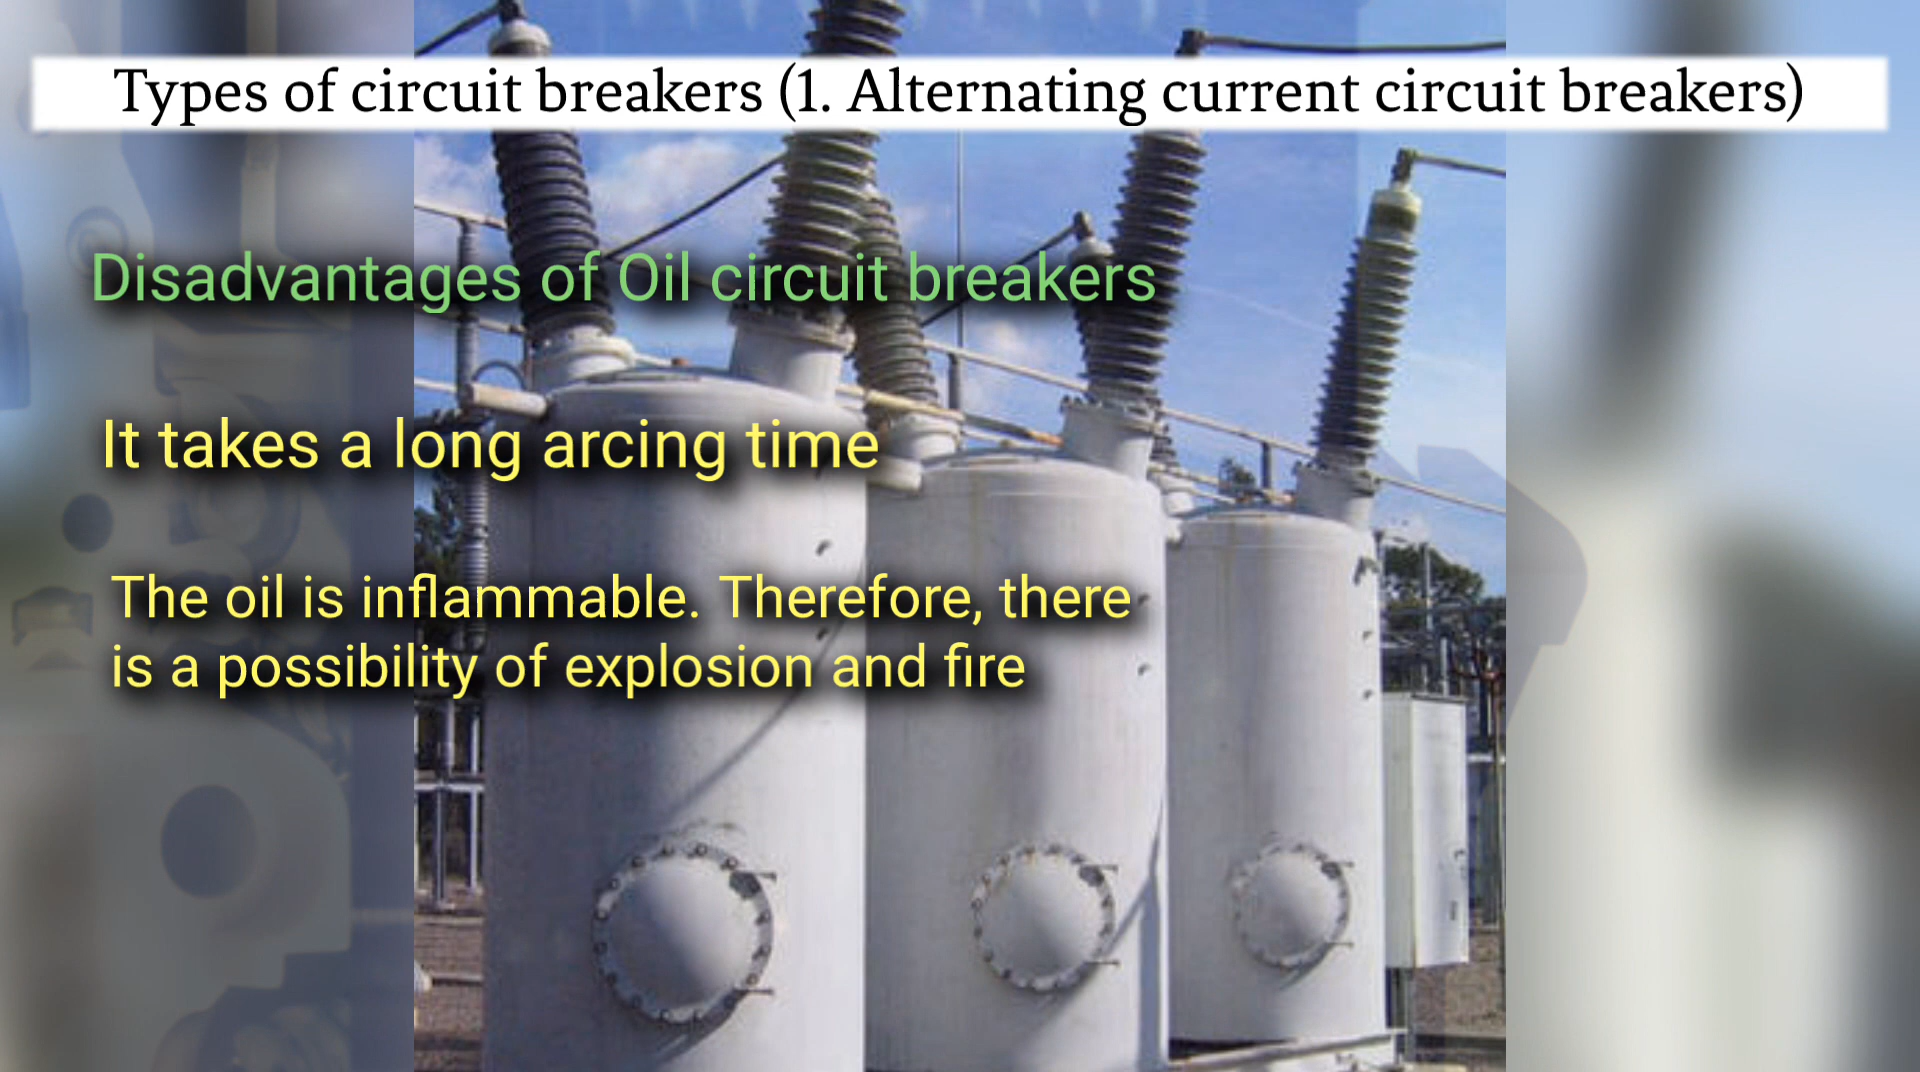 Types of circuit breakers (1. Alternating current circuit breakers)
Disadvantages of Oil circuit breakers
It takes a long arcing time
The oil is inflammable. Therefore, there
is a possibility of explosion and fire